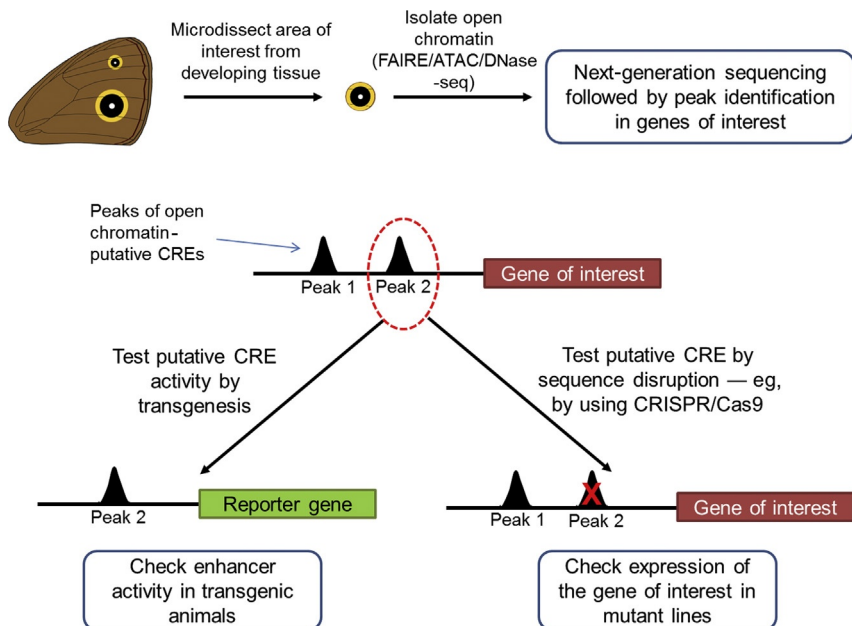 Microdissect area of
interest from
developing tissue
Isolate open
chromatin
(FAIRE/ATAC/DNase
-seq)
Next-generation sequencing
followed by peak identification
in genes of interest
Peaks of open
chromatin-
putative CREs
Peak 1
Peak 2
Gene of interest
Test putative CRE
activity by
transgenesis
Test putative CRE by
sequence disruption — eg,
by using CRISPR/Cas9
Peak 2
Reporter gene
Peak 1
Peak 2
X
Gene of interest
Check enhancer
activity in transgenic
animals
Check expression of
the gene of interest in
mutant lines